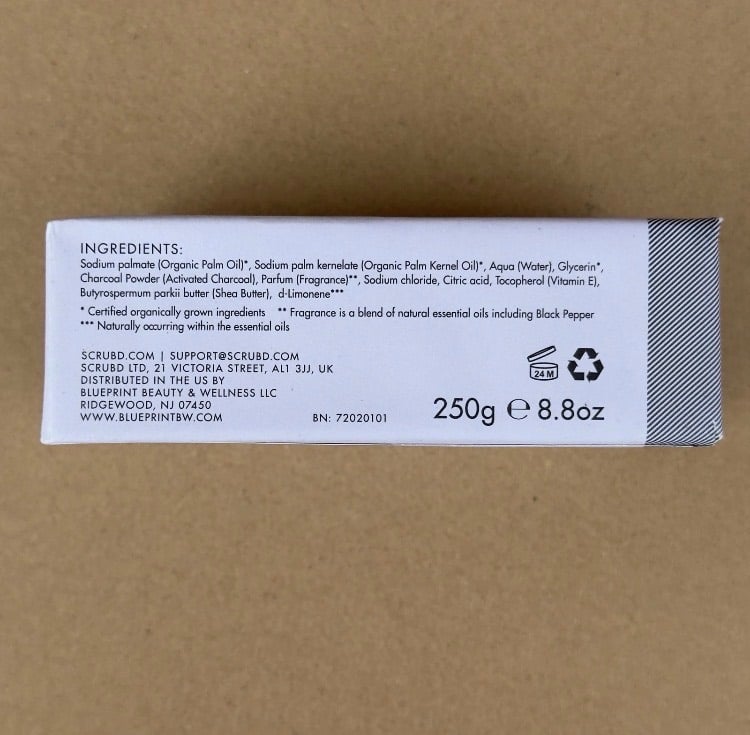 INGREDIENTS:
Sodium palmate (Organic Palm Oil)*, Sodium palm kernelate (Organic Palm Kernel Oil)*, Aqua (Water), Glycerin*,
Charcoal Powder (Activated Charcoal), Parfum (Fragrance)**, Sodium chloride, Citric acid, Tocopherol (Vitamin E),
Butyrospermum parkii butter (Shea Butter), d-Limonene***
* Certified organically grown ingredients ** Fragrance is a blend of natural essential oils including Black Pepper
*** Naturally occurring within the essential oils
SCRUBD.COM | SUPPORT@SCRUBD.COM
SCRUBD LTD, 21 VICTORIA STREET, AL1 3JJ, UK
DISTRIBUTED IN THE US BY
BLUEPRINT BEAUTY & WELLNESS LLC
RIDGEWOOD, NJ 07450
WWW.BLUEPRINTBW.COM
BN: 72020101
24 M
250g ℮ 8.8oz